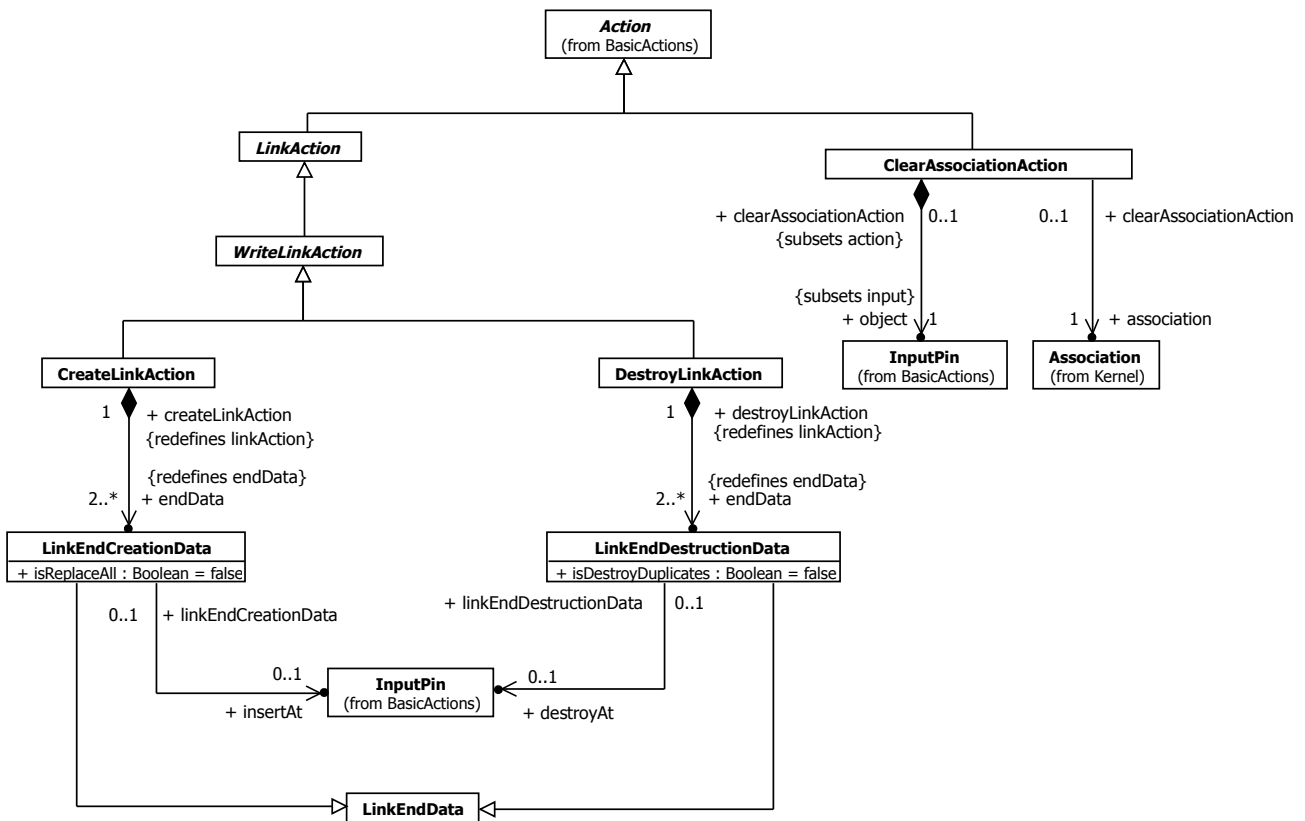 Action
(from BasicActions)
LinkAction
ClearAssociationAction
+ clearAssociationAction
0..1
0..1
+ clearAssociationAction
{subsets action}
WriteLinkAction
{subsets input}
+ object
1
1
+ association
InputPin
(from BasicActions)
Association
(from Kernel)
CreateLinkAction
DestroyLinkAction
1
+ createLinkAction
{redefines linkAction}
1
+ destroyLinkAction
{redefines linkAction}
{redefines endData}
2..*
+ endData
{redefines endData}
2..*
+ endData
LinkEndCreationData
+ isReplaceAll : Boolean = false
LinkEndDestructionData
+ isDestroyDuplicates : Boolean = false
0..1
+ linkEndCreationData
+ linkEndDestructionData
0..1
0..1
0..1
InputPin
(from BasicActions)
+ insertAt
+ destroyAt
LinkEndData